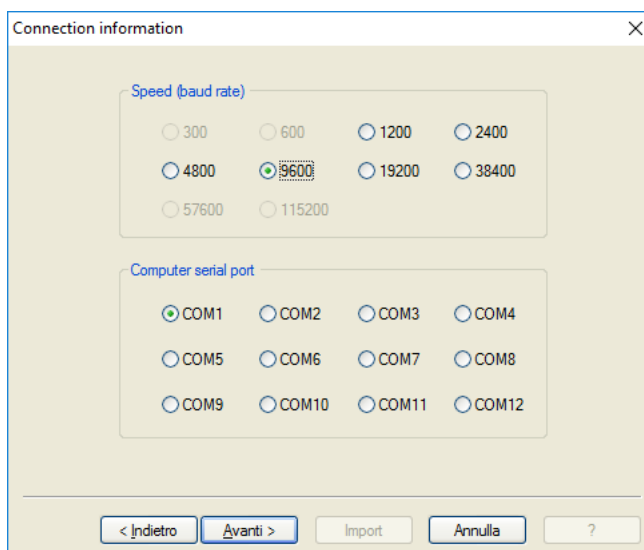 Connection information
Speed (baud rate)
300 600 1200 2400
4800 9600 19200 38400
57600 115200
Computer serial port
COM1 COM2 COM3 COM4
COM5 COM6 COM7 COM8
COM9 COM10 COM11 COM12
< Indietro Avanti > Import Annulla ?